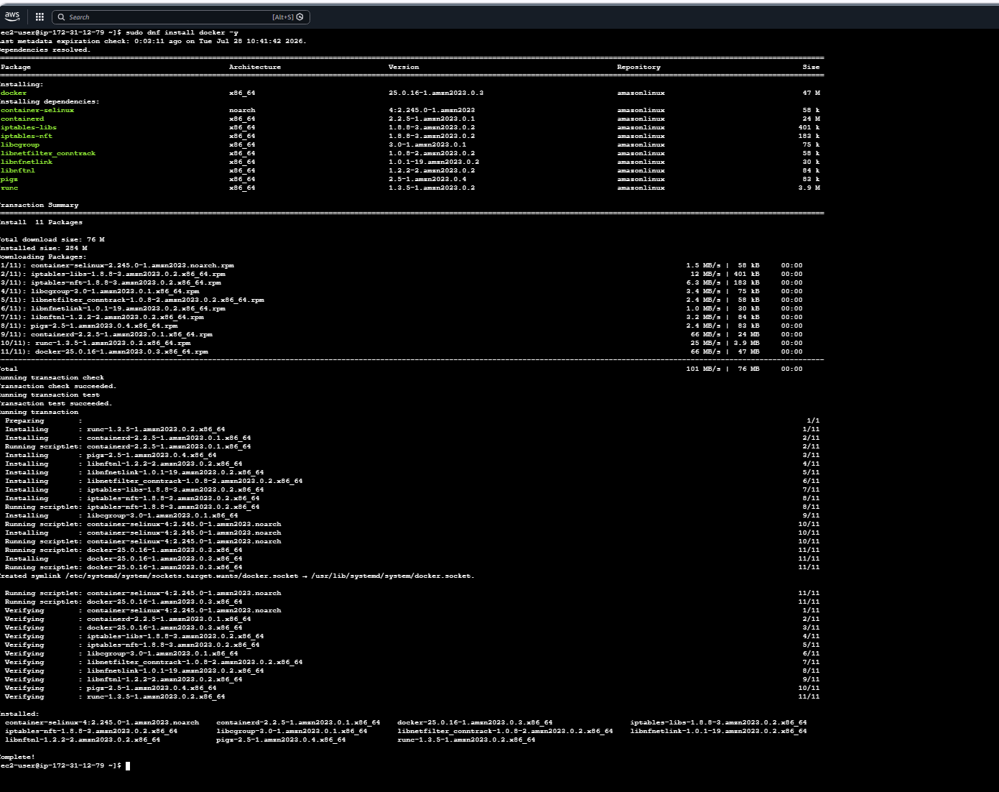 aws
Search [Alt+S]
ec2-user@ip-172-31-12-79 ~]$ sudo dnf install docker -y
ast metadata expiration check: 0:03:11 ago on Tue Jul 28 10:41:42 2026.
ependencies resolved.
Package Architecture Version Repository Size
nstalling:
docker x86_64 25.0.16-1.amzn2023.0.3 amazonlinux 47 M
nstalling dependencies:
container-selinux noarch 4:2.245.0-1.amzn2023 amazonlinux 58 k
containerd x86_64 2.2.5-1.amzn2023.0.1 amazonlinux 24 M
iptables-libs x86_64 1.8.8-3.amzn2023.0.2 amazonlinux 401 k
iptables-nft x86_64 1.8.8-3.amzn2023.0.2 amazonlinux 183 k
libcgroup x86_64 3.0-1.amzn2023.0.1 amazonlinux 75 k
libnetfilter_conntrack x86_64 1.0.8-2.amzn2023.0.2 amazonlinux 58 k
libnfnetlink x86_64 1.0.1-19.amzn2023.0.2 amazonlinux 30 k
libnftnl x86_64 1.2.2-2.amzn2023.0.2 amazonlinux 84 k
pigz x86_64 2.5-1.amzn2023.0.4 amazonlinux 83 k
runc x86_64 1.3.5-1.amzn2023.0.2 amazonlinux 3.9 M
ransaction Summary
nstall 11 Packages
otal download size: 76 M
nstalled size: 284 M
ownloading Packages:
1/11): container-selinux-2.245.0-1.amzn2023.noarch.rpm 1.5 MB/s | 58 kB 00:00
2/11): iptables-libs-1.8.8-3.amzn2023.0.2.x86_64.rpm 12 MB/s | 401 kB 00:00
3/11): iptables-nft-1.8.8-3.amzn2023.0.2.x86_64.rpm 6.3 MB/s | 183 kB 00:00
4/11): libcgroup-3.0-1.amzn2023.0.1.x86_64.rpm 3.4 MB/s | 75 kB 00:00
5/11): libnetfilter_conntrack-1.0.8-2.amzn2023.0.2.x86_64.rpm 2.4 MB/s | 58 kB 00:00
6/11): libnfnetlink-1.0.1-19.amzn2023.0.2.x86_64.rpm 1.0 MB/s | 30 kB 00:00
7/11): libnftnl-1.2.2-2.amzn2023.0.2.x86_64.rpm 3.2 MB/s | 84 kB 00:00
8/11): pigz-2.5-1.amzn2023.0.4.x86_64.rpm 2.4 MB/s | 83 kB 00:00
9/11): containerd-2.2.5-1.amzn2023.0.1.x86_64.rpm 66 MB/s | 24 MB 00:00
10/11): runc-1.3.5-1.amzn2023.0.2.x86_64.rpm 25 MB/s | 3.9 MB 00:00
11/11): docker-25.0.16-1.amzn2023.0.3.x86_64.rpm 66 MB/s | 47 MB 00:00
otal 101 MB/s | 76 MB 00:00
unning transaction check
ransaction check succeeded.
unning transaction test
ransaction test succeeded.
unning transaction
Preparing : 1/1
Installing : runc-1.3.5-1.amzn2023.0.2.x86_64 1/11
Installing : containerd-2.2.5-1.amzn2023.0.1.x86_64 2/11
Running scriptlet: containerd-2.2.5-1.amzn2023.0.1.x86_64 2/11
Installing : pigz-2.5-1.amzn2023.0.4.x86_64 3/11
Installing : libnftnl-1.2.2-2.amzn2023.0.2.x86_64 4/11
Installing : libnfnetlink-1.0.1-19.amzn2023.0.2.x86_64 5/11
Installing : libnetfilter_conntrack-1.0.8-2.amzn2023.0.2.x86_64 6/11
Installing : iptables-libs-1.8.8-3.amzn2023.0.2.x86_64 7/11
Installing : iptables-nft-1.8.8-3.amzn2023.0.2.x86_64 8/11
Running scriptlet: iptables-nft-1.8.8-3.amzn2023.0.2.x86_64 8/11
Installing : libcgroup-3.0-1.amzn2023.0.1.x86_64 9/11
Running scriptlet: container-selinux-4:2.245.0-1.amzn2023.noarch 10/11
Installing : container-selinux-4:2.245.0-1.amzn2023.noarch 10/11
Running scriptlet: container-selinux-4:2.245.0-1.amzn2023.noarch 10/11
Running scriptlet: docker-25.0.16-1.amzn2023.0.3.x86_64 11/11
Installing : docker-25.0.16-1.amzn2023.0.3.x86_64 11/11
Running scriptlet: docker-25.0.16-1.amzn2023.0.3.x86_64 11/11
reated symlink /etc/systemd/system/sockets.target.wants/docker.socket → /usr/lib/systemd/system/docker.socket.
Running scriptlet: container-selinux-4:2.245.0-1.amzn2023.noarch 11/11
Running scriptlet: docker-25.0.16-1.amzn2023.0.3.x86_64 11/11
Verifying : container-selinux-4:2.245.0-1.amzn2023.noarch 1/11
Verifying : containerd-2.2.5-1.amzn2023.0.1.x86_64 2/11
Verifying : docker-25.0.16-1.amzn2023.0.3.x86_64 3/11
Verifying : iptables-libs-1.8.8-3.amzn2023.0.2.x86_64 4/11
Verifying : iptables-nft-1.8.8-3.amzn2023.0.2.x86_64 5/11
Verifying : libcgroup-3.0-1.amzn2023.0.1.x86_64 6/11
Verifying : libnetfilter_conntrack-1.0.8-2.amzn2023.0.2.x86_64 7/11
Verifying : libnfnetlink-1.0.1-19.amzn2023.0.2.x86_64 8/11
Verifying : libnftnl-1.2.2-2.amzn2023.0.2.x86_64 9/11
Verifying : pigz-2.5-1.amzn2023.0.4.x86_64 10/11
Verifying : runc-1.3.5-1.amzn2023.0.2.x86_64 11/11
nstalled:
container-selinux-4:2.245.0-1.amzn2023.noarch containerd-2.2.5-1.amzn2023.0.1.x86_64 docker-25.0.16-1.amzn2023.0.3.x86_64 iptables-libs-1.8.8-3.amzn2023.0.2.x86_64
iptables-nft-1.8.8-3.amzn2023.0.2.x86_64 libcgroup-3.0-1.amzn2023.0.1.x86_64 libnetfilter_conntrack-1.0.8-2.amzn2023.0.2.x86_64 libnfnetlink-1.0.1-19.amzn2023.0.2.x86_64
libnftnl-1.2.2-2.amzn2023.0.2.x86_64 pigz-2.5-1.amzn2023.0.4.x86_64 runc-1.3.5-1.amzn2023.0.2.x86_64
omplete!
ec2-user@ip-172-31-12-79 ~]$